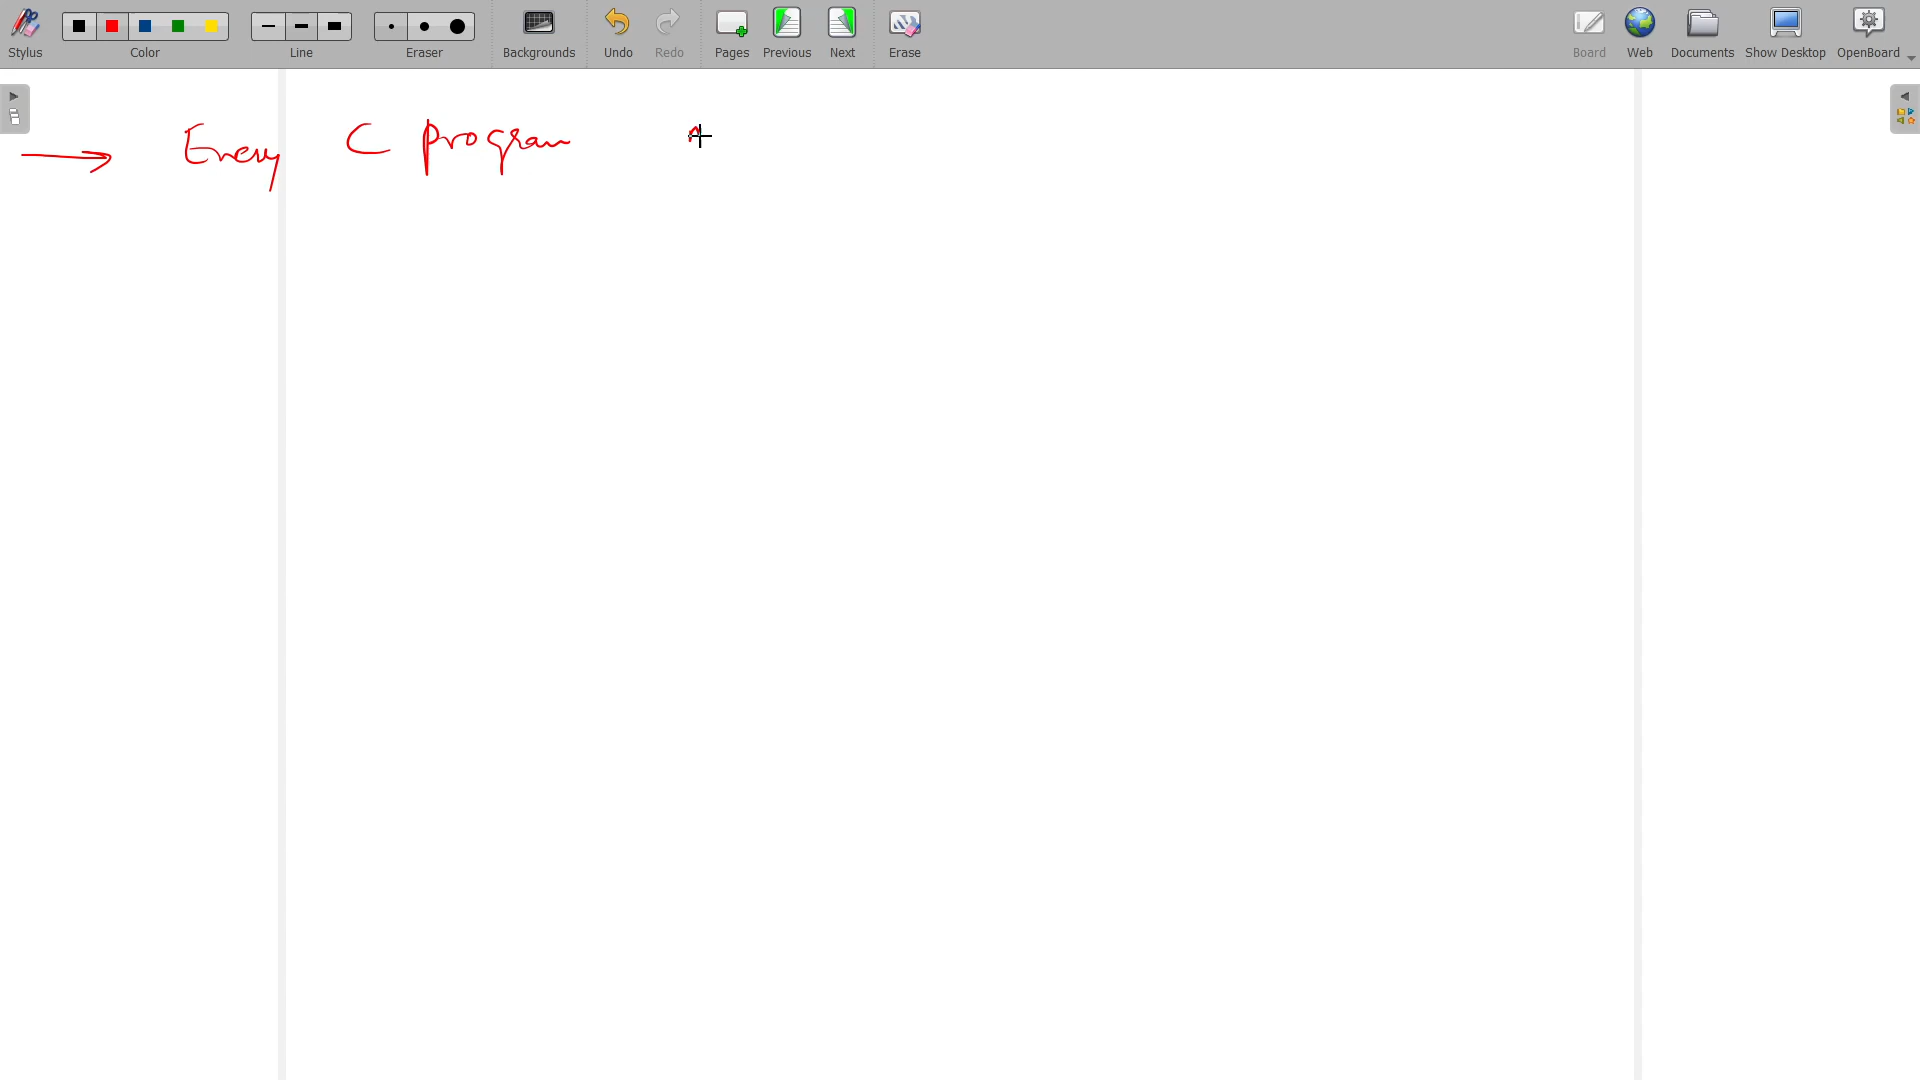 Stylus Color Line Eraser Backgrounds Undo Redo Pages Previous Next Erase Board Web Documents Show Desktop OpenBoard
→ Every C program